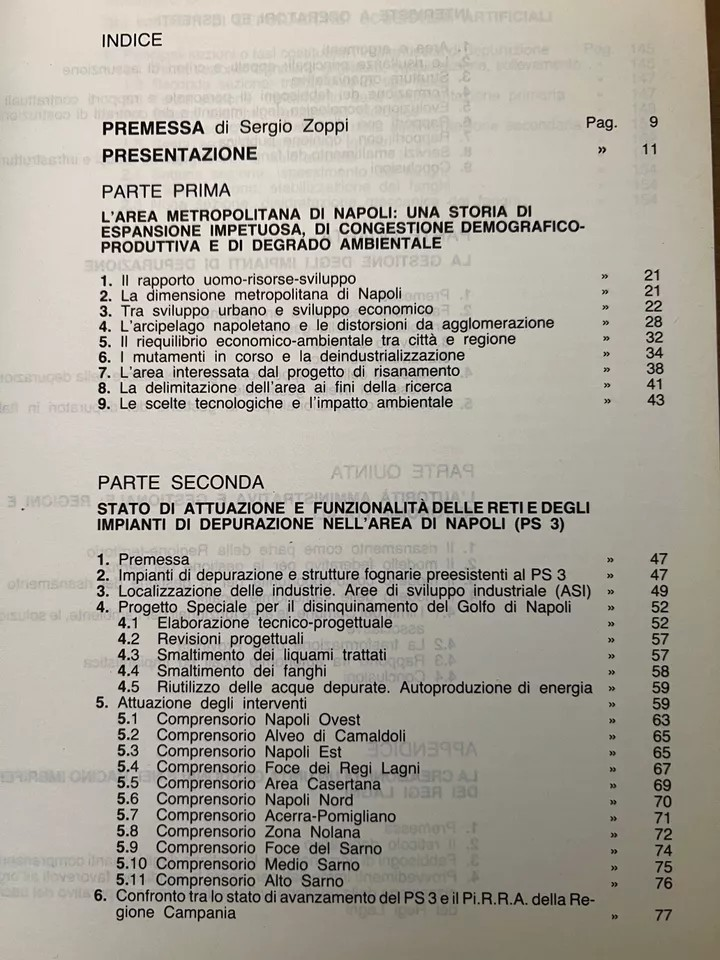 INDICE
PREMESSA di Sergio Zoppi Pag. 9
PRESENTAZIONE » 11
PARTE PRIMA
L'AREA METROPOLITANA DI NAPOLI: UNA STORIA DI
ESPANSIONE IMPETUOSA, DI CONGESTIONE DEMOGRAFICO-
PRODUTTIVA E DI DEGRADO AMBIENTALE
1. Il rapporto uomo-risorse-sviluppo » 21
2. La dimensione metropolitana di Napoli » 21
3. Tra sviluppo urbano e sviluppo economico » 22
4. L'arcipelago napoletano e le distorsioni da agglomerazione » 28
5. Il riequilibrio economico-ambientale tra città e regione » 32
6. I mutamenti in corso e la deindustrializzazione » 34
7. L'area interessata dal progetto di risanamento » 38
8. La delimitazione dell'area ai fini della ricerca » 41
9. Le scelte tecnologiche e l'impatto ambientale » 43
PARTE SECONDA
STATO DI ATTUAZIONE E FUNZIONALITÀ DELLE RETI E DEGLI
IMPIANTI DI DEPURAZIONE NELL'AREA DI NAPOLI (PS 3)
1. Premessa » 47
2. Impianti di depurazione e strutture fognarie preesistenti al PS 3 » 47
3. Localizzazione delle industrie. Aree di sviluppo industriale (ASI) » 49
4. Progetto Speciale per il disinquinamento del Golfo di Napoli » 52
4.1 Elaborazione tecnico-progettuale » 52
4.2 Revisioni progettuali » 57
4.3 Smaltimento dei liquami trattati » 57
4.4 Smaltimento dei fanghi » 58
4.5 Riutilizzo delle acque depurate. Autoproduzione di energia » 59
5. Attuazione degli interventi » 59
5.1 Comprensorio Napoli Ovest » 63
5.2 Comprensorio Alveo di Camaldoli » 65
5.3 Comprensorio Napoli Est » 65
5.4 Comprensorio Foce dei Regi Lagni » 67
5.5 Comprensorio Area Casertana » 69
5.6 Comprensorio Napoli Nord » 70
5.7 Comprensorio Acerra-Pomigliano » 71
5.8 Comprensorio Zona Nolana » 72
5.9 Comprensorio Foce del Sarno » 74
5.10 Comprensorio Medio Sarno » 75
5.11 Comprensorio Alto Sarno » 76
6. Confronto tra lo stato di avanzamento del PS 3 e il Pi.R.R.A. della Re-
gione Campania » 77